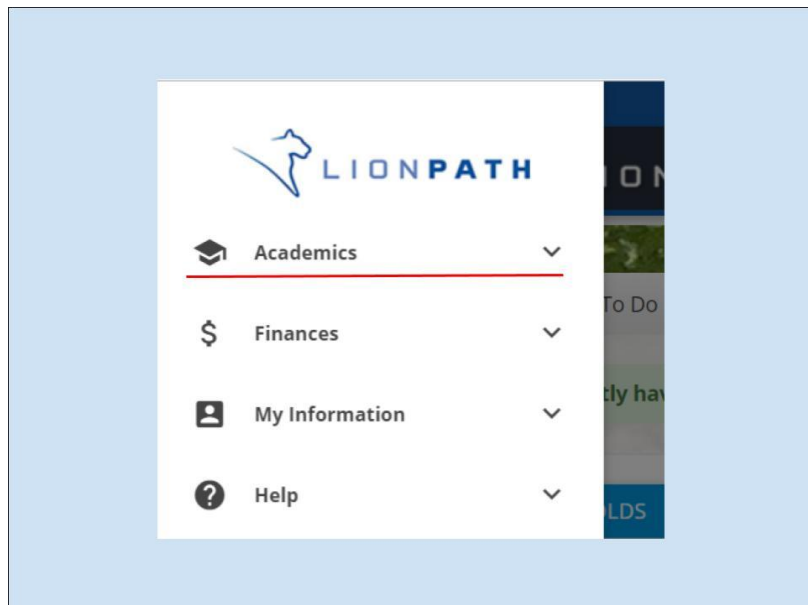 LIONPATH
Academics
To Do
Finances
My Information
Help